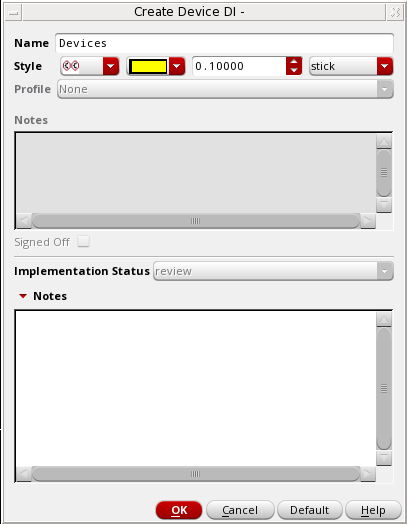 Create Device DI -
Name Devices
Style 0.10000 stick
Profile None
Notes
Signed Off
Implementation Status review
Notes
OK Cancel Default Help